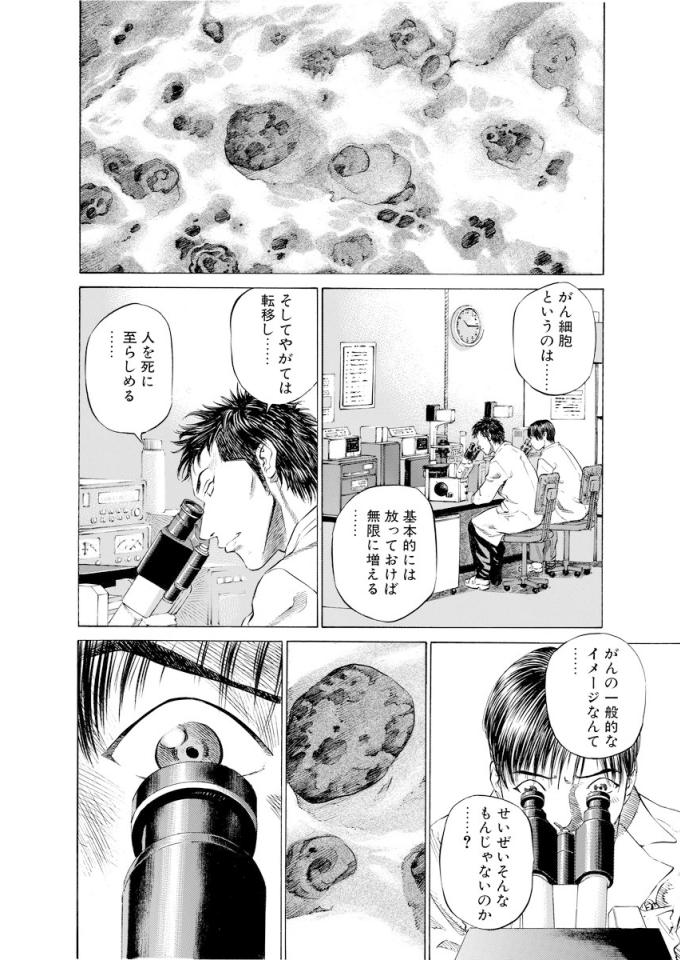 がん細胞
というのは……
基本的には
放っておけば
無限に増える
……
そしてやがては
転移し……
人を死に
至らしめる
……
がんの一般的な
イメージなんて
……
せいぜいそんな
もんじゃないのか
……？